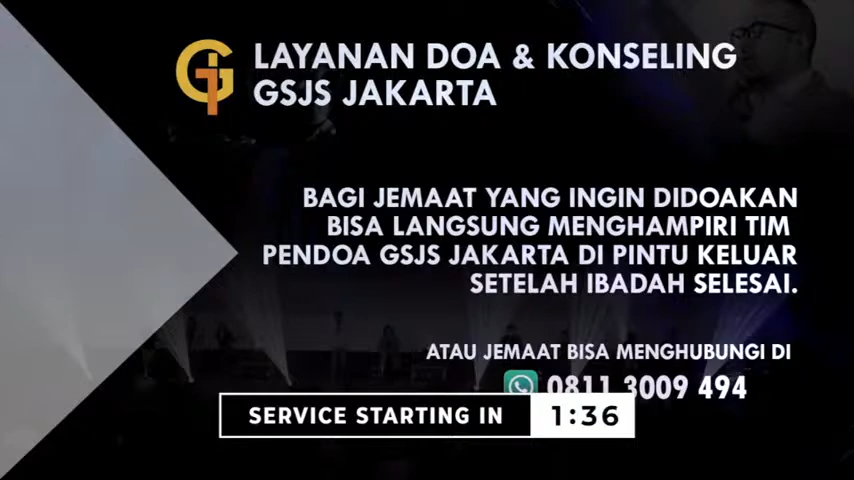 LAYANAN DOA & KONSELING
GSJS JAKARTA
BAGI JEMAAT YANG INGIN DIDOAKAN
BISA LANGSUNG MENGHAMPIRI TIM
PENDOA GSJS JAKARTA DI PINTU KELUAR
SETELAH IBADAH SELESAI.
ATAU JEMAAT BISA MENGHUBUNGI DI
0811 3009 494
SERVICE STARTING IN 1:36